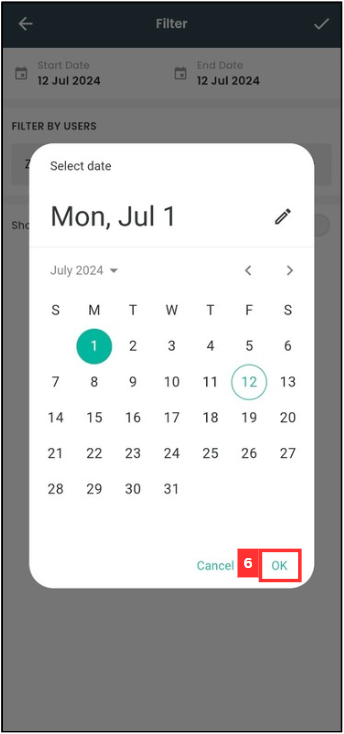 Filter
Start Date
12 Jul 2024
End Date
12 Jul 2024
FILTER BY USERS
Z
Sho
Select date
Mon, Jul 1
July 2024
S M T W T F S
1 2 3 4 5 6
7 8 9 10 11 12 13
14 15 16 17 18 19 20
21 22 23 24 25 26 27
28 29 30 31
Cancel 6 OK